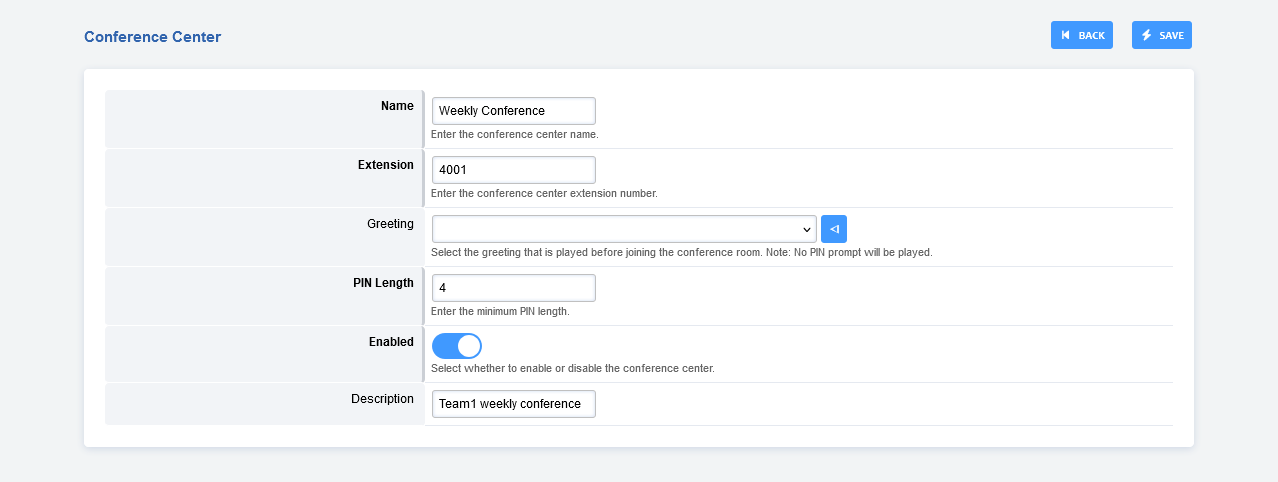 Conference Center
BACK
SAVE
Name
Weekly Conference
Enter the conference center name.
Extension
4001
Enter the conference center extension number.
Greeting
Select the greeting that is played before joining the conference room. Note: No PIN prompt will be played.
PIN Length
4
Enter the minimum PIN length.
Enabled
Select whether to enable or disable the conference center.
Description
Team1 weekly conference